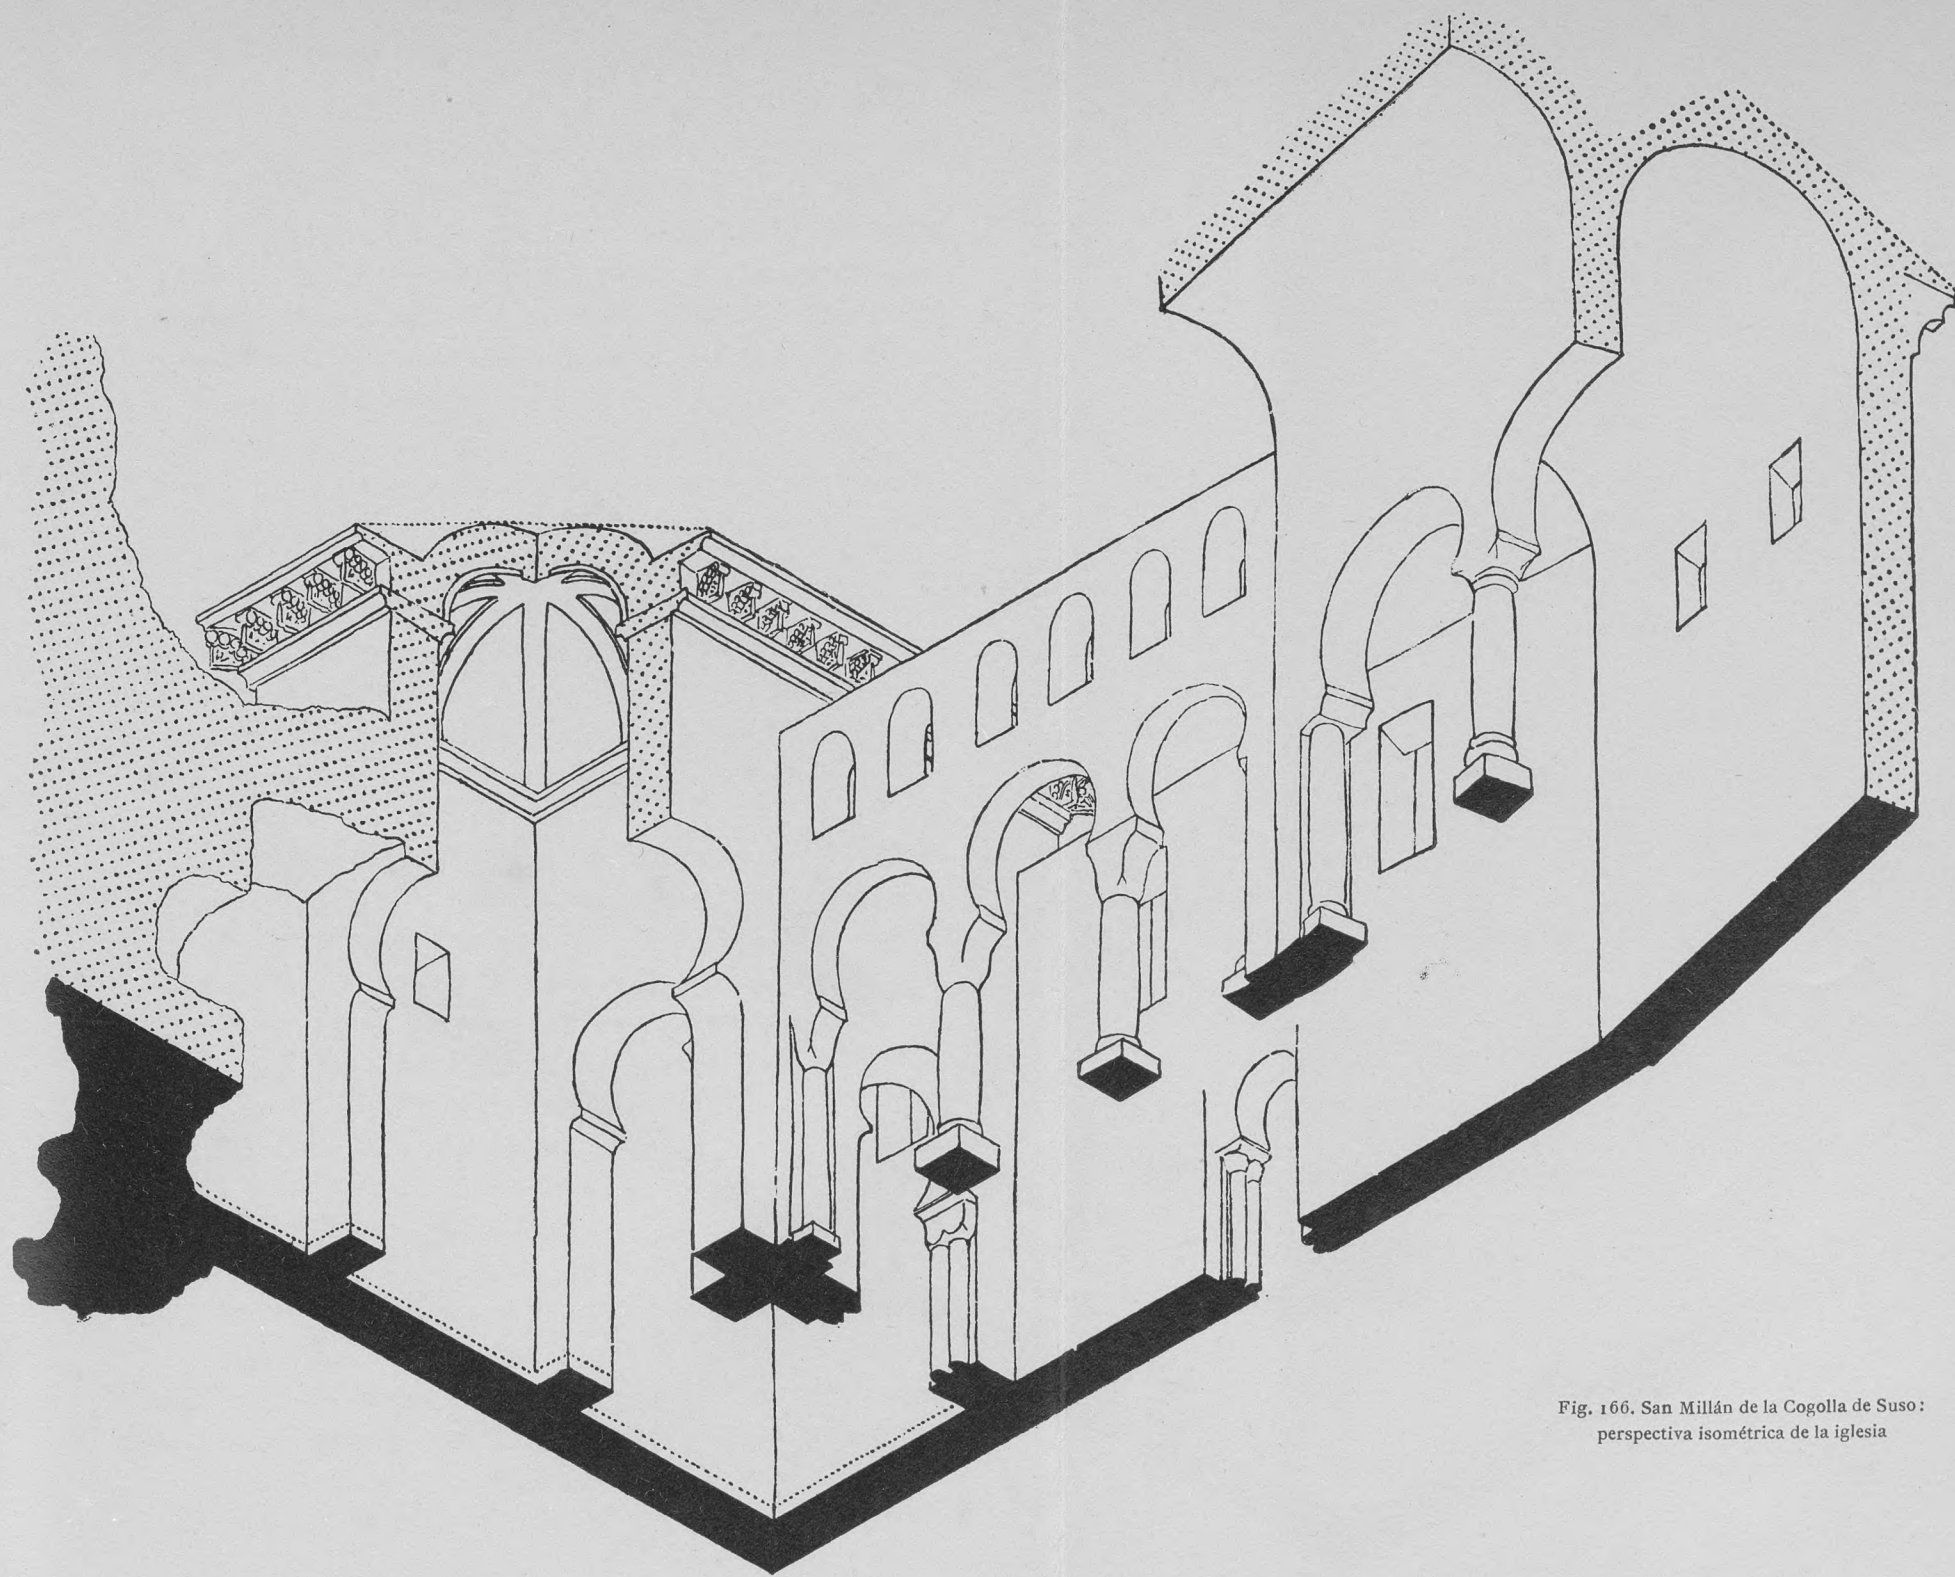 Fig. 166. San Millán de la Cogolla de Suso:
perspectiva isométrica de la iglesia